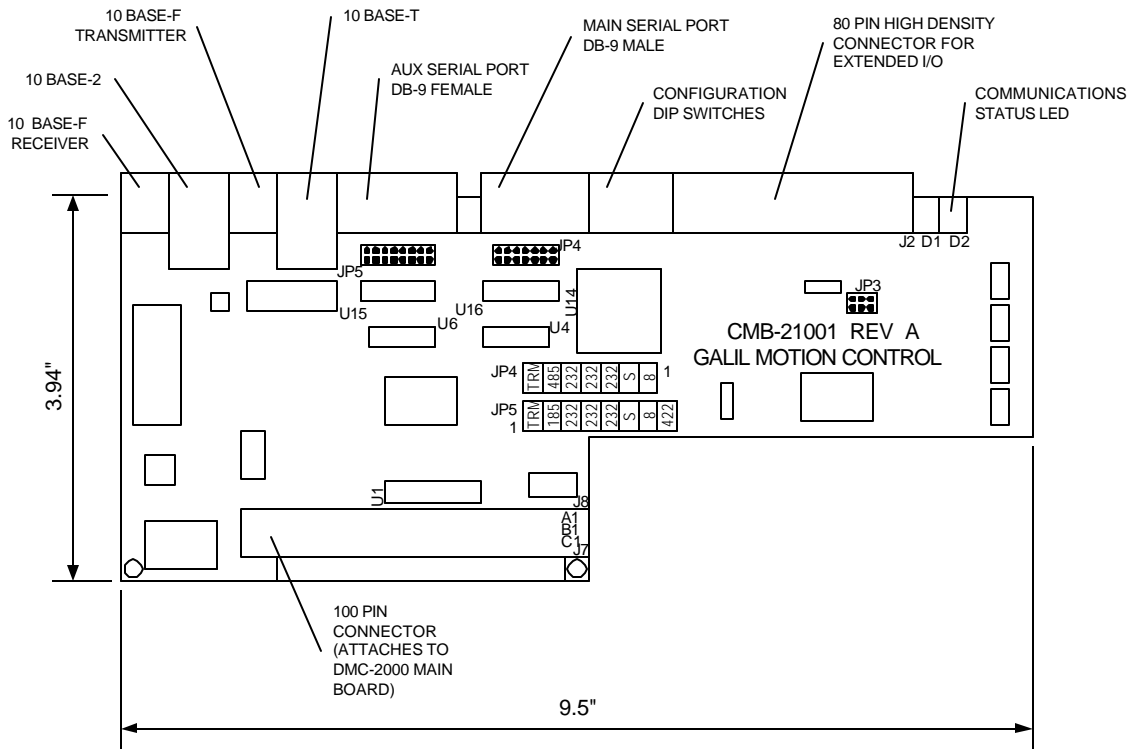 10 BASE-F
TRANSMITTER
10 BASE-T
MAIN SERIAL PORT
DB-9 MALE
80 PIN HIGH DENSITY
CONNECTOR FOR
EXTENDED I/O
10 BASE-2
AUX SERIAL PORT
DB-9 FEMALE
CONFIGURATION
DIP SWITCHES
COMMUNICATIONS
STATUS LED
10 BASE-F
RECEIVER
J2 D1 D2
JP4
JP5
JP3
U15
U16
U14
U6
U4
CMB-21001 REV A
GALIL MOTION CONTROL
JP4
TRM 485 232 232 232 S 8
1
JP5
1
TRM 185 232 232 232 S 8 422
3.94"
U1
J8
A1
B1
C1
J7
100 PIN
CONNECTOR
(ATTACHES TO
DMC-2000 MAIN
BOARD)
9.5"